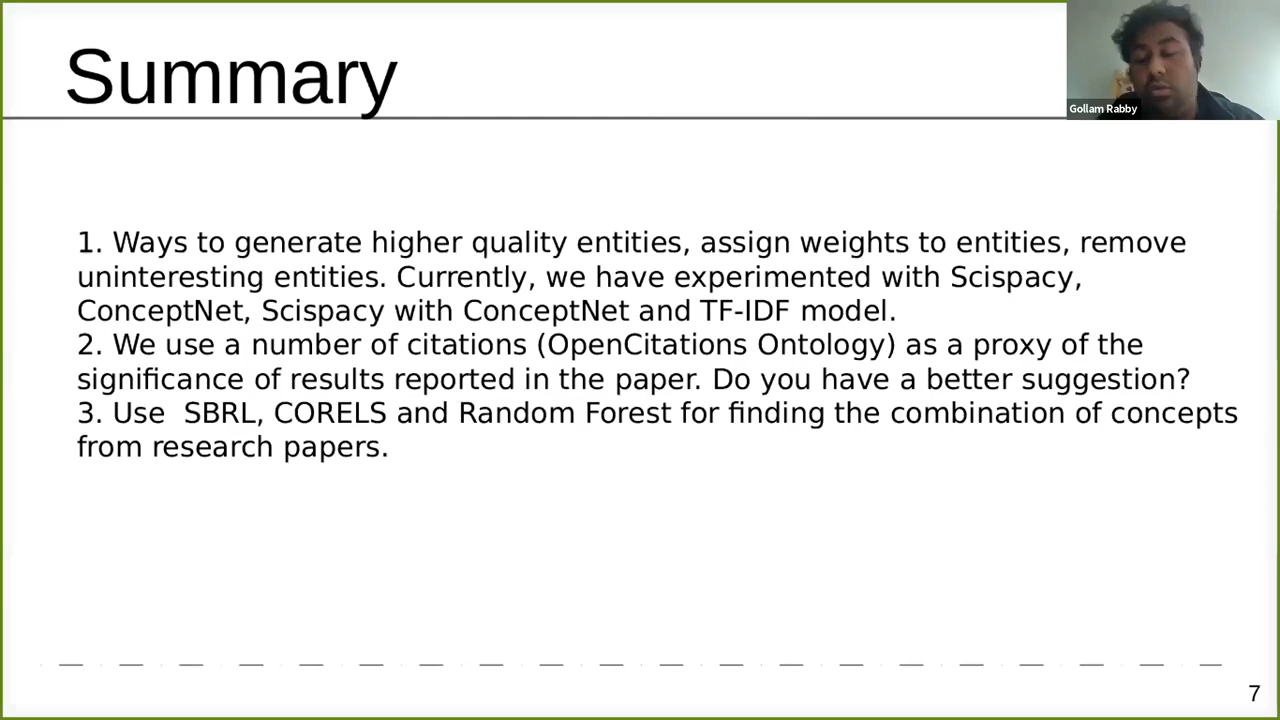 Summary
Gollam Rabby
1. Ways to generate higher quality entities, assign weights to entities, remove
uninteresting entities. Currently, we have experimented with Scispacy,
ConceptNet, Scispacy with ConceptNet and TF-IDF model.
2. We use a number of citations (OpenCitations Ontology) as a proxy of the
significance of results reported in the paper. Do you have a better suggestion?
3. Use  SBRL, CORELS and Random Forest for finding the combination of concepts
from research papers.
7